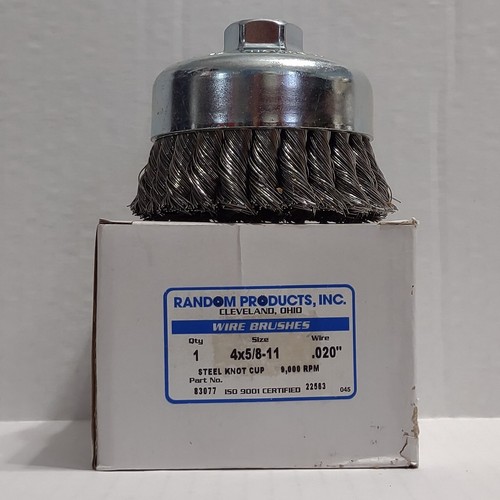 RANDOM PRODUCTS, INC.
CLEVELAND, OHIO
WIRE BRUSHES
Qty Size Wire
1 4x5/8-11 .020"
STEEL KNOT CUP 9,000 RPM
Part No.
83077 ISO 9001 CERTIFIED 22583 045